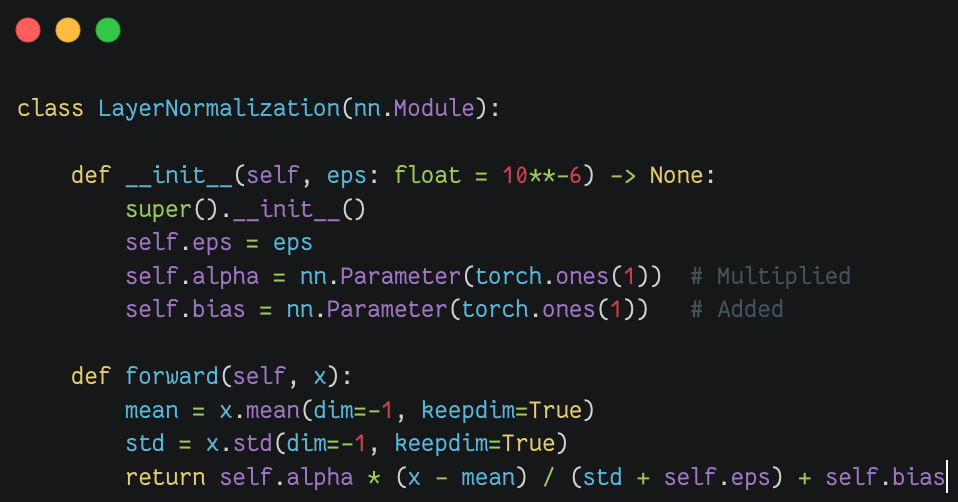 class LayerNormalization(nn.Module):
    def __init__(self, eps: float = 10**-6) -> None:
        super().__init__()
        self.eps = eps
        self.alpha = nn.Parameter(torch.ones(1))  # Multiplied
        self.bias = nn.Parameter(torch.ones(1))   # Added
    def forward(self, x):
        mean = x.mean(dim=-1, keepdim=True)
        std = x.std(dim=-1, keepdim=True)
        return self.alpha * (x - mean) / (std + self.eps) + self.bias